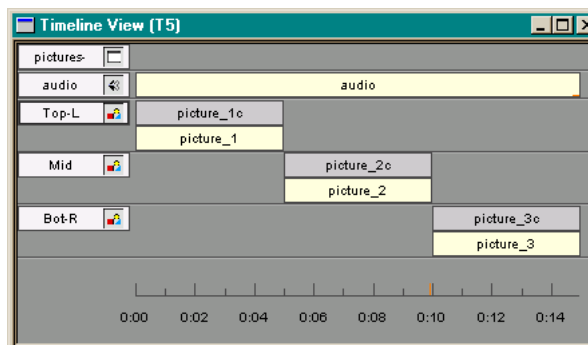 Timeline View (T5)
pictures-
audio audio
Top-L picture_1c
picture_1
Mid picture_2c
picture_2
Bot-R picture_3c
picture_3
0:00 0:02 0:04 0:06 0:08 0:10 0:12 0:14